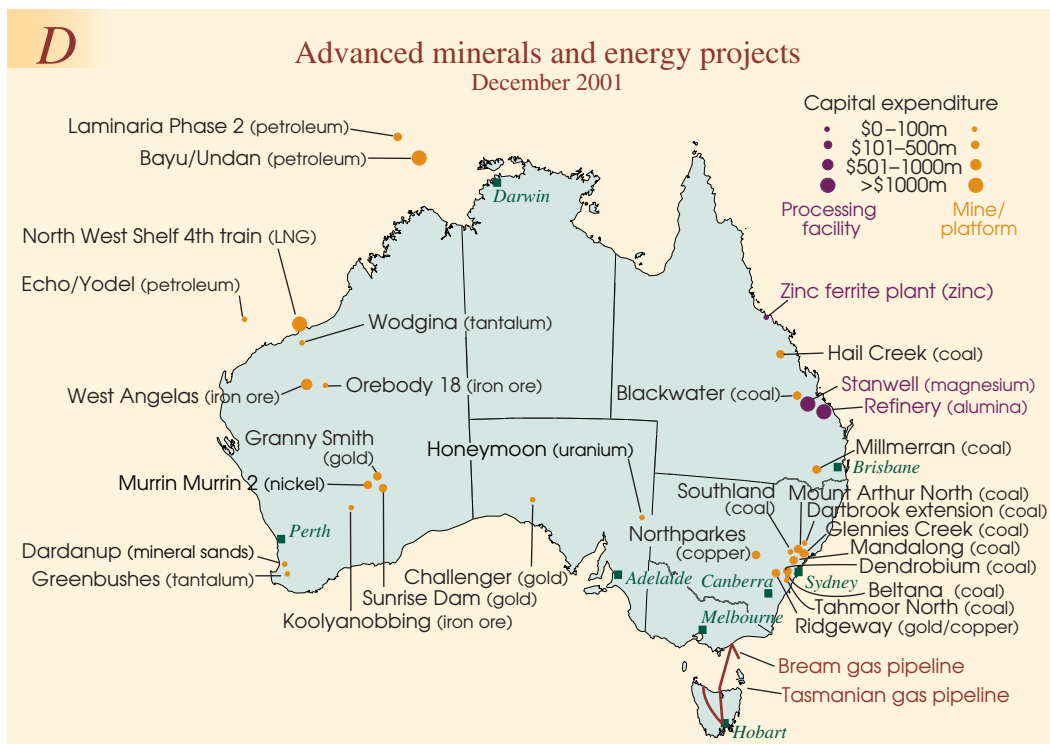 D
Advanced minerals and energy projects
December 2001
Capital expenditure
$0–100m
$101–500m
$501–1000m
>$1000m
Processing
facility
Mine/
platform
Laminaria Phase 2 (petroleum)
Bayu/Undan (petroleum)
Darwin
North West Shelf 4th train (LNG)
Echo/Yodel (petroleum)
Zinc ferrite plant (zinc)
Wodgina (tantalum)
Hail Creek (coal)
West Angelas (iron ore)
Orebody 18 (iron ore)
Blackwater (coal)
Stanwell (magnesium)
Refinery (alumina)
Granny Smith
(gold)
Honeymoon (uranium)
Millmerran (coal)
Brisbane
Murrin Murrin 2 (nickel)
Southland
(coal)
Mount Arthur North (coal)
Dartbrook extension (coal)
Glennies Creek (coal)
Perth
Northparkes
(copper)
Mandalong (coal)
Dendrobium (coal)
Dardanup (mineral sands)
Greenbushes (tantalum)
Challenger (gold)
Adelaide
Canberra
Sydney
Beltana (coal)
Sunrise Dam (gold)
Tahmoor North (coal)
Koolyanobbing (iron ore)
Melbourne
Ridgeway (gold/copper)
Bream gas pipeline
Tasmanian gas pipeline
Hobart